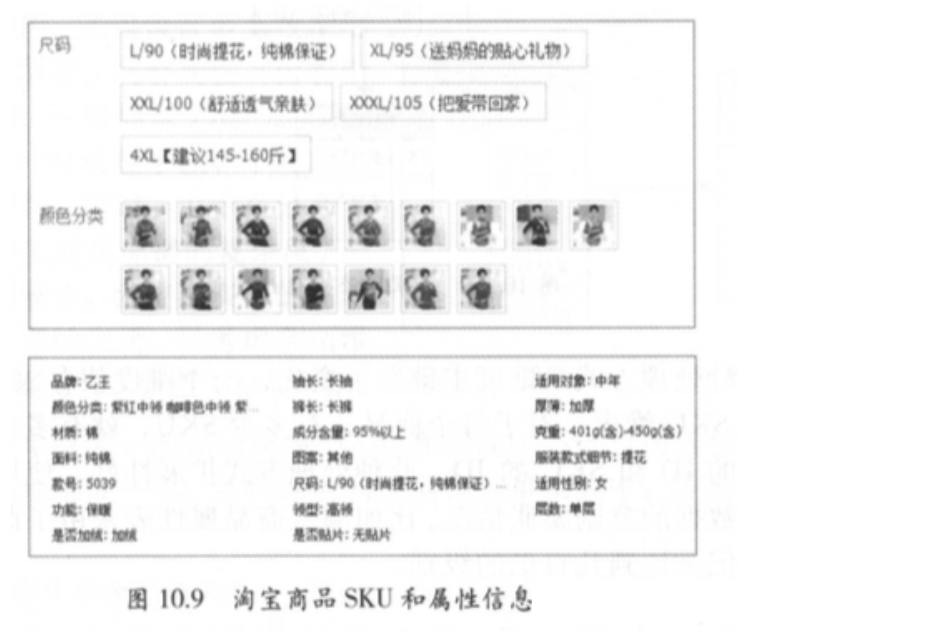 尺码
L/90（时尚提花，纯棉保证） XL/95（送妈妈的贴心礼物）
XXL/100（舒适透气亲肤） XXXL/105（把爱带回家）
4XL【建议145-160斤】
颜色分类
品牌: 乙王 袖长: 长袖 适用对象: 中年
颜色分类: 紫红中领 咖啡色中领 紫... 裤长: 长裤 厚薄: 加厚
材质: 棉 成分含量: 95%以上 克重: 401g(含)-450g(含)
面料: 纯棉 图案: 其他 服装款式细节: 提花
款号: 5039 尺码: L/90（时尚提花，纯棉保证）... 适用性别: 女
功能: 保暖 领型: 高领 层数: 单层
是否加绒: 加绒 是否贴片: 无贴片
图 10.9 淘宝商品 SKU 和属性信息